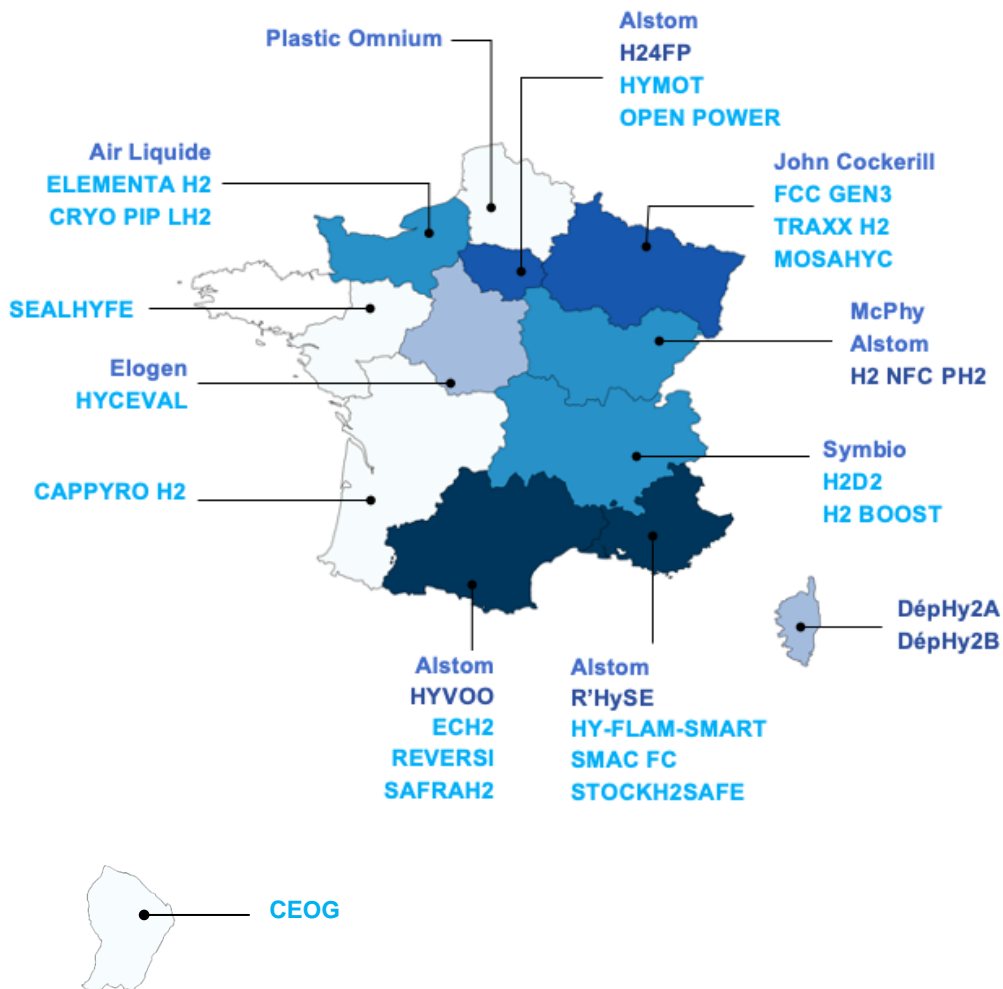 Plastic Omnium
Alstom
H24FP
HYMOT
OPEN POWER
Air Liquide
ELEMENTA H2
CRYO PIP LH2
John Cockerill
FCC GEN3
TRAXX H2
MOSAHYC
SEALHYFE
McPhy
Alstom
H2 NFC PH2
Elogen
HYCEVAL
Symbio
H2D2
H2 BOOST
CAPPYRO H2
DépHy2A
DépHy2B
Alstom
HYVOO
ECH2
REVERSI
SAFRAH2
Alstom
R'HySE
HY-FLAM-SMART
SMAC FC
STOCKH2SAFE
CEOG